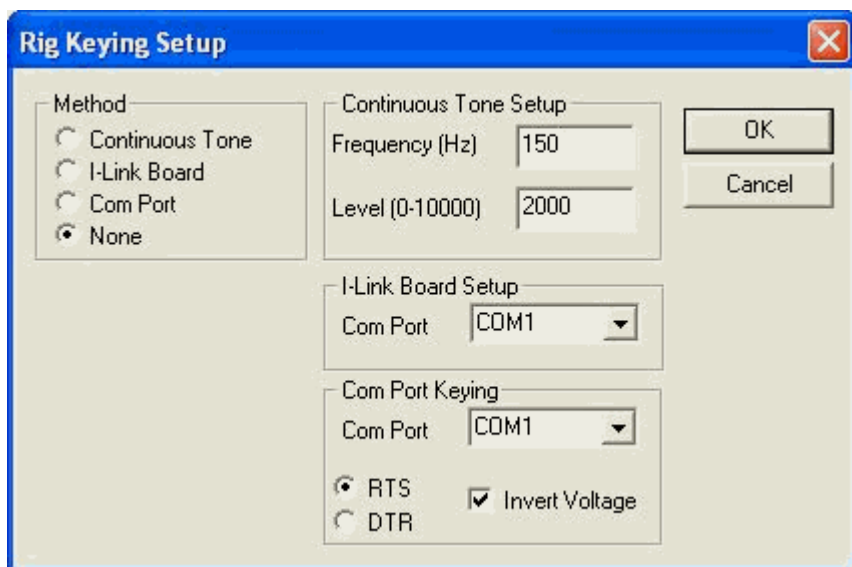 Rig Keying Setup
Method
Continuous Tone
I-Link Board
Com Port
None
Continuous Tone Setup
Frequency (Hz) 150
Level (0-10000) 2000
I-Link Board Setup
Com Port COM1
Com Port Keying
Com Port COM1
RTS
DTR
Invert Voltage
OK
Cancel